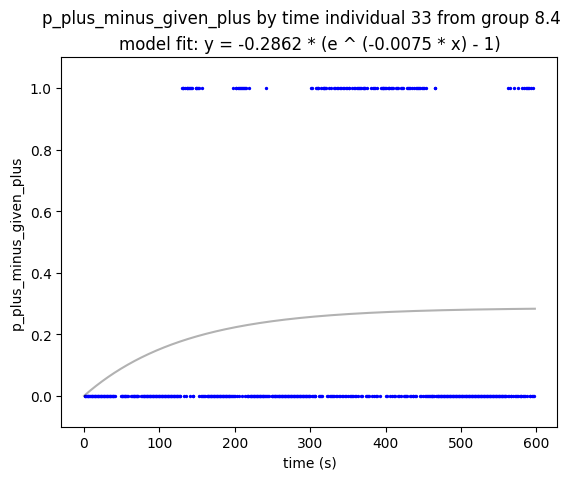 p_plus_minus_given_plus by time individual 33 from group 8.4
model fit: y = -0.2862 * (e ^ (-0.0075 * x) - 1)
1.0
0.8
0.6
0.4
0.2
0.0
p_plus_minus_given_plus
0 100 200 300 400 500 600
time (s)